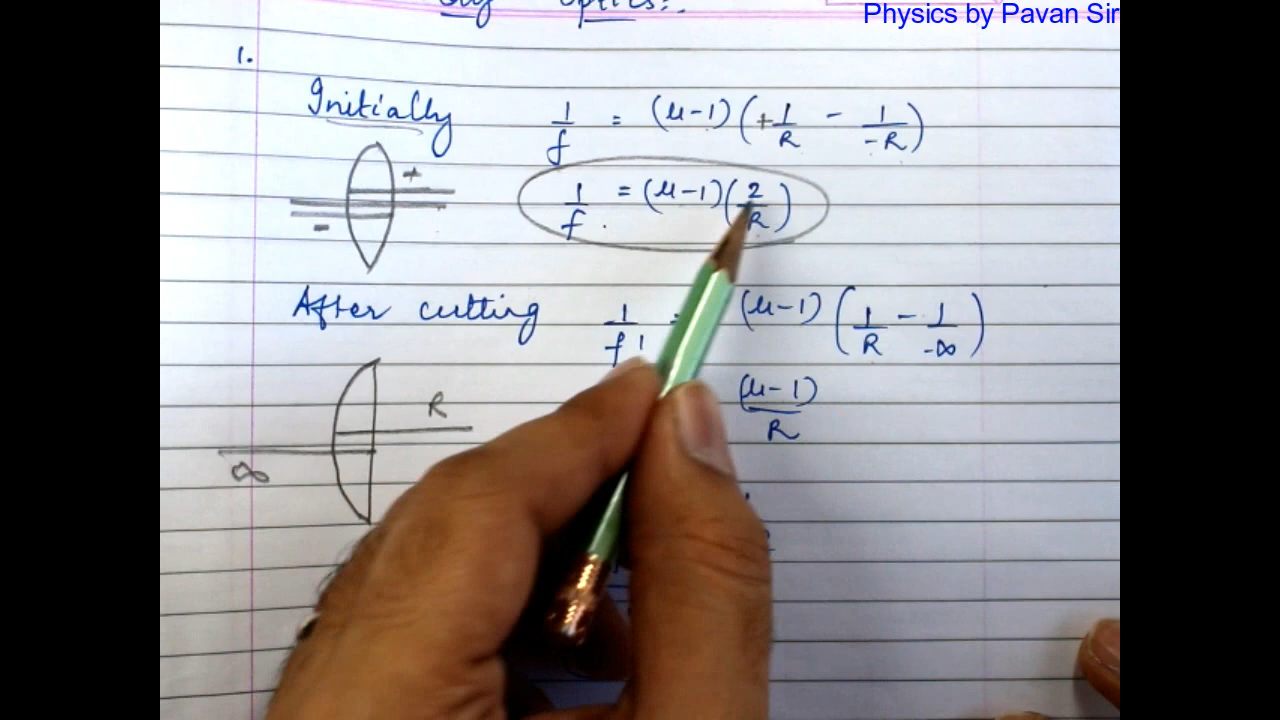 Optics:.
Physics by Pavan Sir
1.
Initially
1/f = (μ-1)(+1/R - 1/-R)
+
-
1/f = (μ-1)(2/R)
After cutting
1/f' = (μ-1)(1/R - 1/-∞)
(μ-1)/R
R
∞